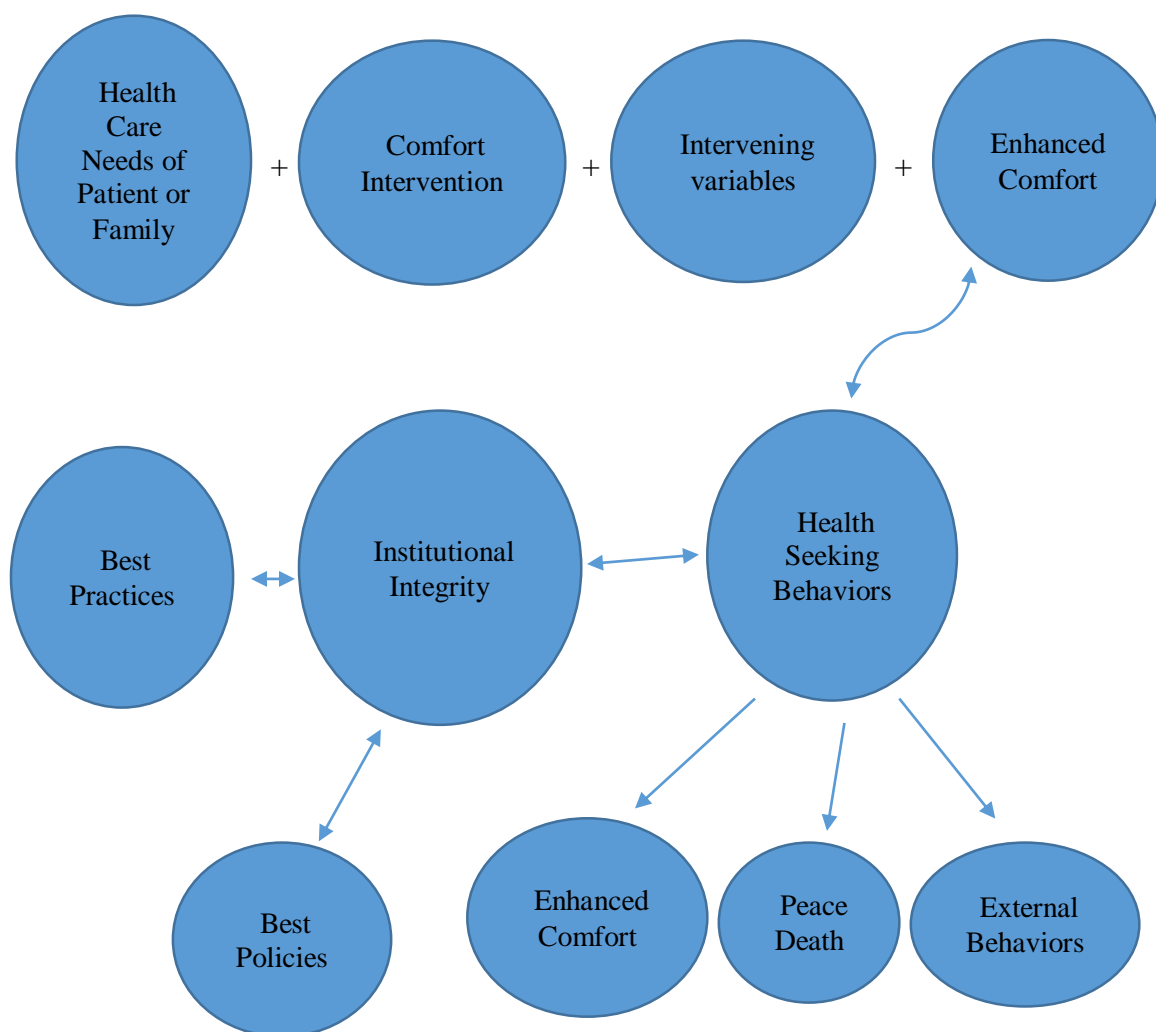 Health
Care
Needs of
Patient or
Family
+
Comfort
Intervention
+
Intervening
variables
+
Enhanced
Comfort
Best
Practices
Institutional
Integrity
Health
Seeking
Behaviors
Best
Policies
Enhanced
Comfort
Peace
Death
External
Behaviors